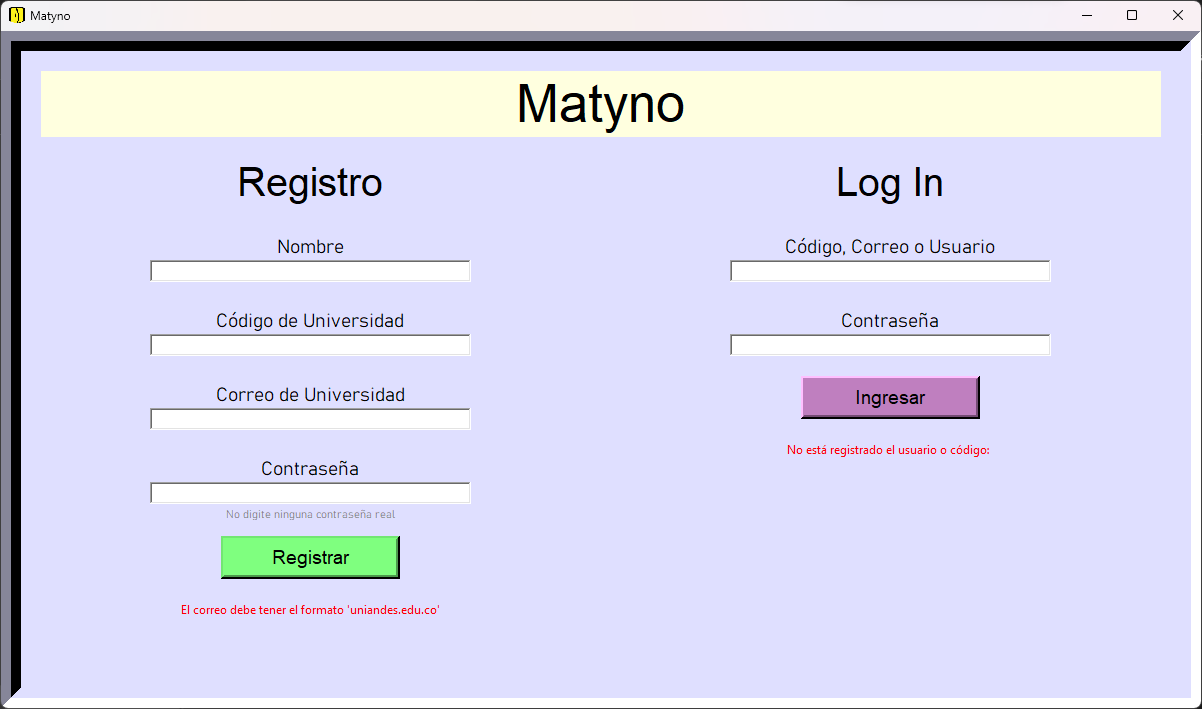 Matyno
Matyno
Registro
Nombre
Código de Universidad
Correo de Universidad
Contraseña
No digite ninguna contraseña real
Registrar
El correo debe tener el formato 'uniandes.edu.co'
Log In
Código, Correo o Usuario
Contraseña
Ingresar
No está registrado el usuario o código: